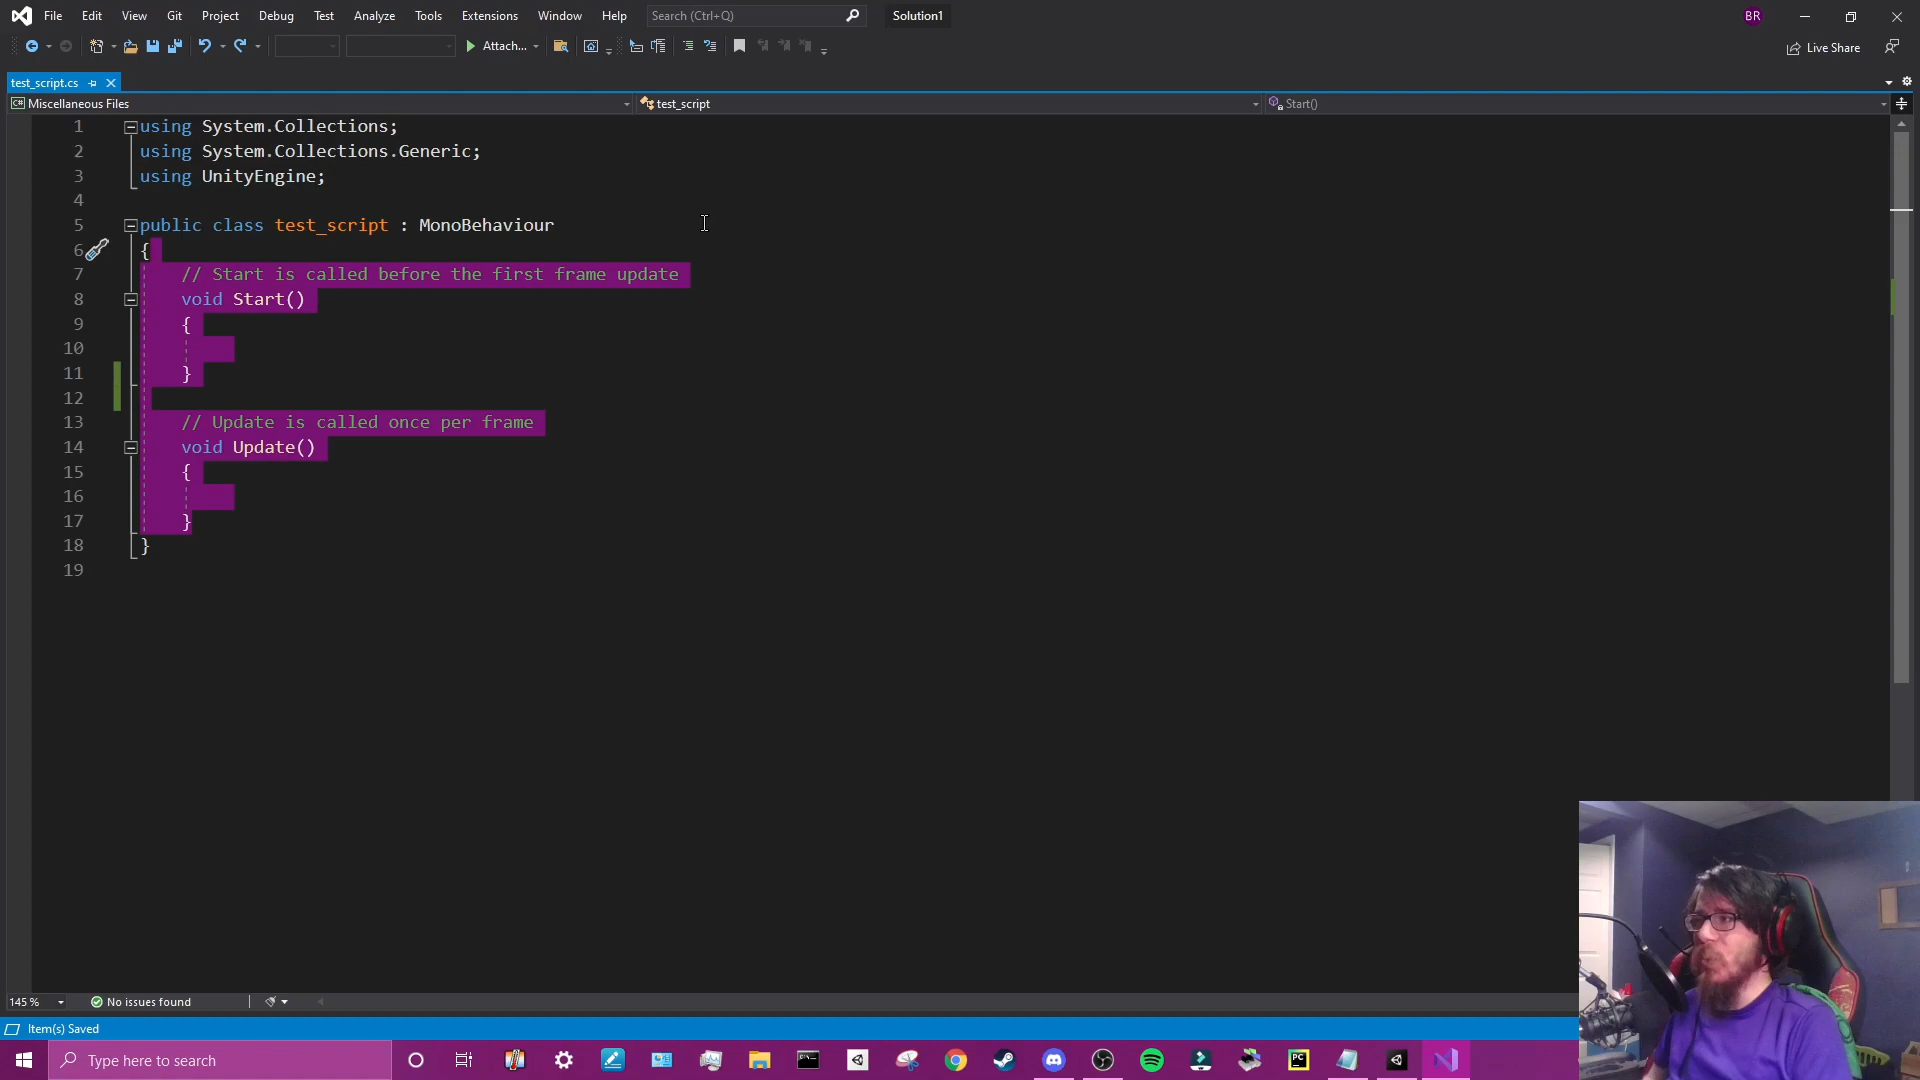 File Edit View Git Project Debug Test Analyze Tools Extensions Window Help Search (Ctrl+Q) Solution1 BR
Attach... Live Share
test_script.cs
C# Miscellaneous Files test_script Start()
1 using System.Collections;
2 using System.Collections.Generic;
3 using UnityEngine;
4
5 public class test_script : MonoBehaviour
6 {
7 // Start is called before the first frame update
8 void Start()
9 {
10
11 }
12
13 // Update is called once per frame
14 void Update()
15 {
16
17 }
18 }
19
145 % No issues found
Item(s) Saved
Type here to search PC